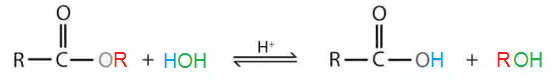 O O
H⁺
R—C—OR + HOH ⇌ R—C—OH + ROH